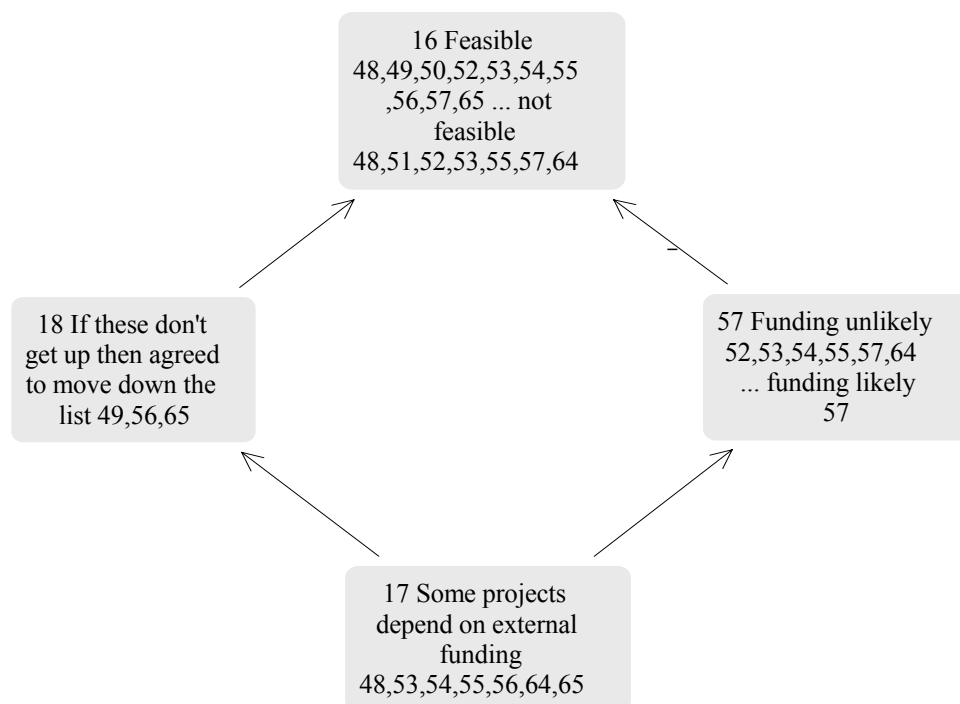 16 Feasible
48,49,50,52,53,54,55
,56,57,65 ... not
feasible
48,51,52,53,55,57,64
-
18 If these don't
get up then agreed
to move down the
list 49,56,65
57 Funding unlikely
52,53,54,55,57,64
... funding likely
57
17 Some projects
depend on external
funding
48,53,54,55,56,64,65